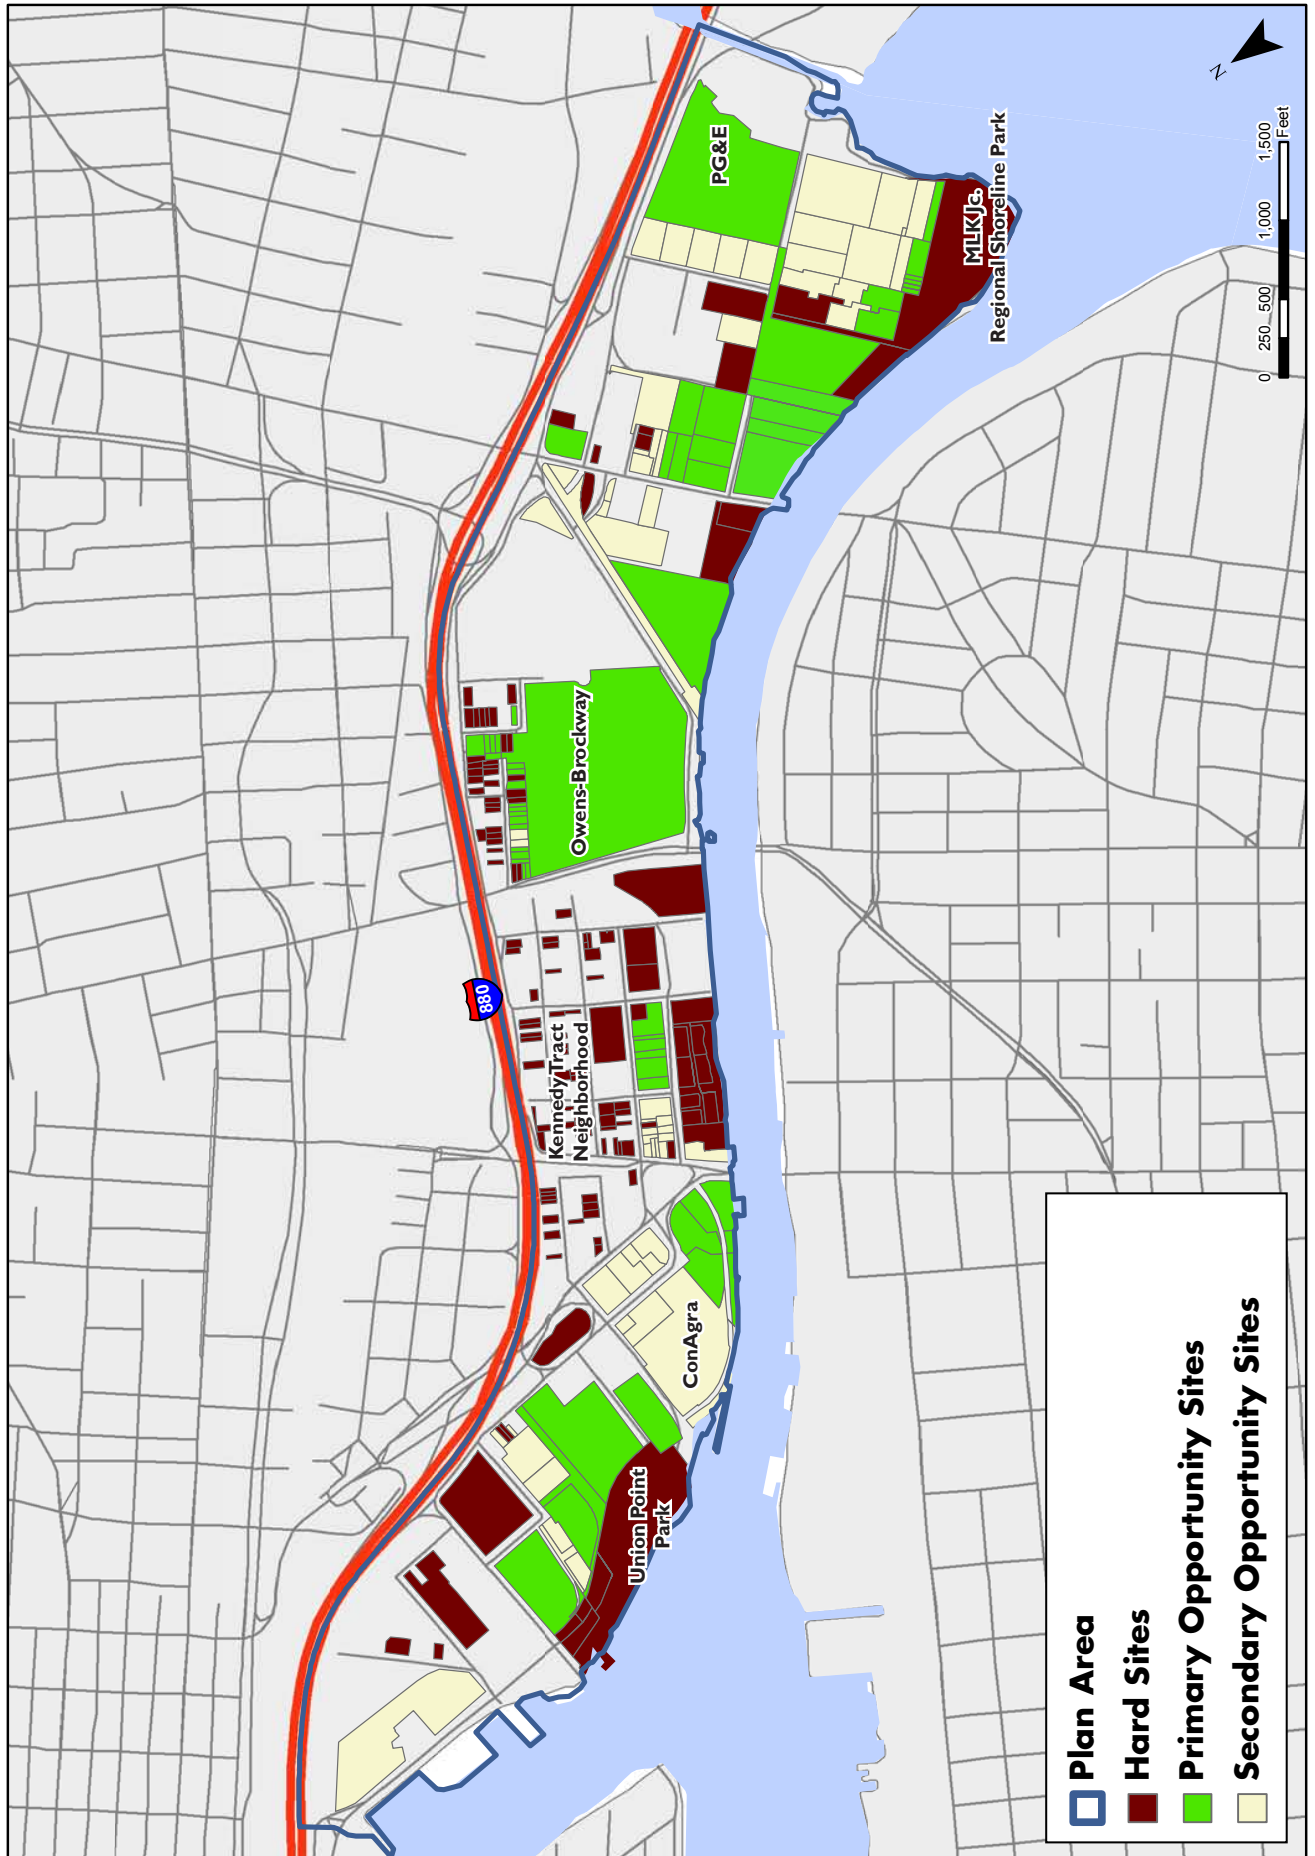 Union Point
Park
ConAgra
Kennedy Tract
Neighborhood
880
Owens-Brockway
PG&E
MLK Jc.
Regional Shoreline Park
N
0 250 500 1,000 1,500
Feet
Plan Area
Hard Sites
Primary Opportunity Sites
Secondary Opportunity Sites